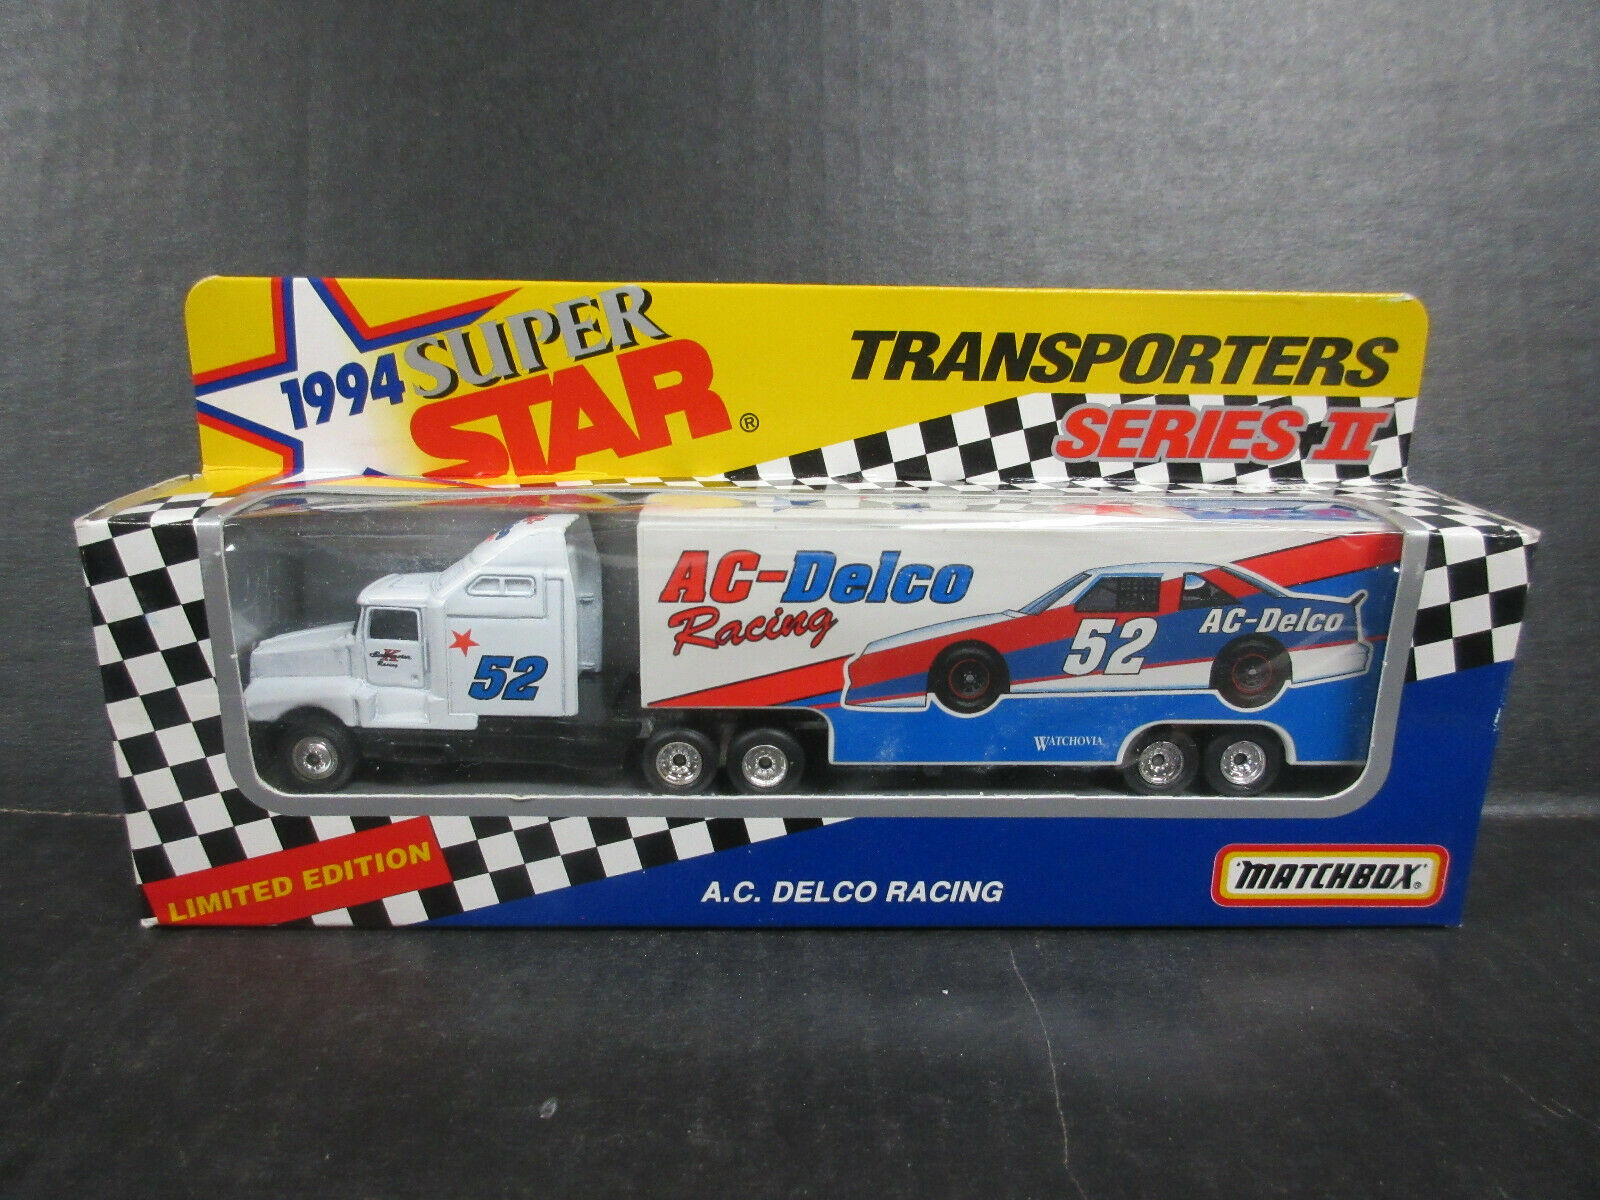 1994 SUPER
STAR®
TRANSPORTERS
SERIES II
AC-Delco
Racing
52
AC-Delco
K
Racing
52
WATCHOVIA
LIMITED EDITION
A.C. DELCO RACING
MATCHBOX®